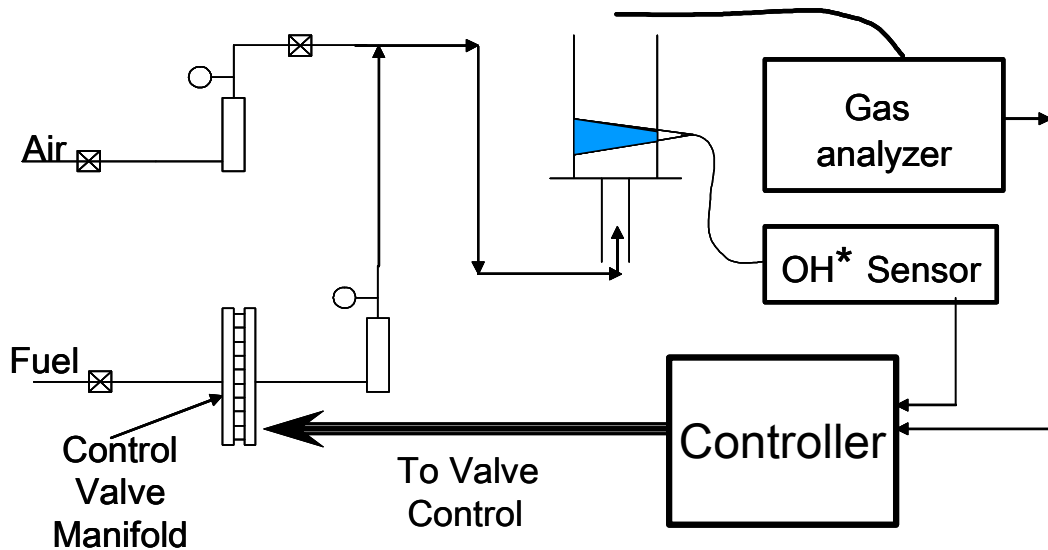 Air
Gas
analyzer
OH* Sensor
Fuel
Control
Valve
Manifold
To Valve
Control
Controller